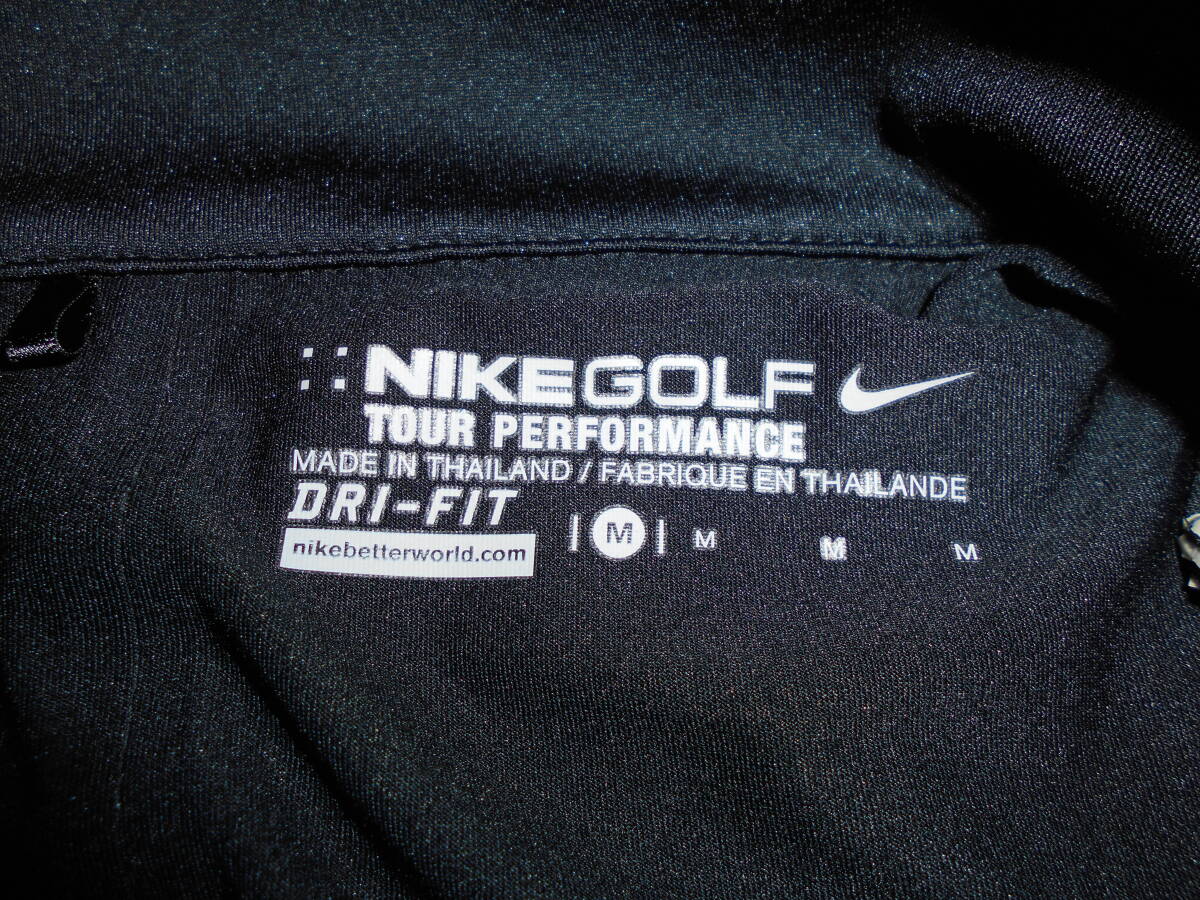 NIKEGOLF
TOUR PERFORMANCE
MADE IN THAILAND / FABRIQUE EN THAILANDE
DRI-FIT
nikebetterworld.com
| M | M M M